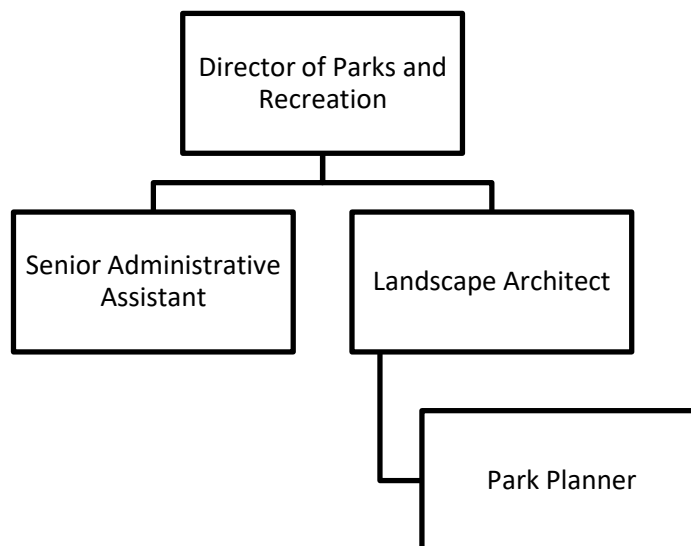 Director of Parks and
Recreation
Senior Administrative
Assistant
Landscape Architect
Park Planner